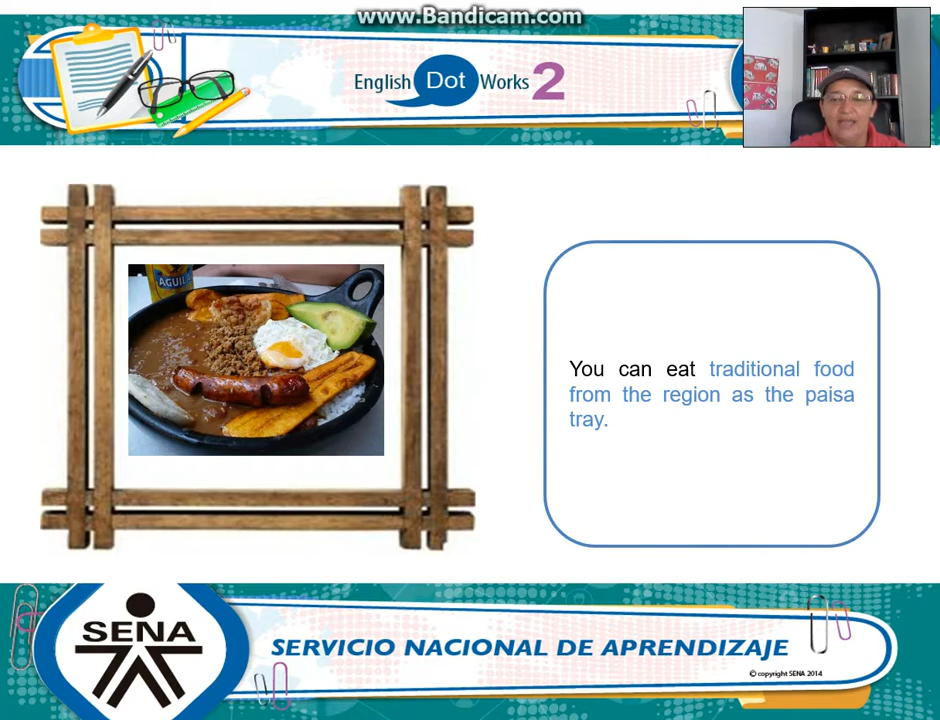 www.Bandicam.com
English Dot Works 2
AGUILA
You can eat traditional food
from the region as the paisa
tray.
SENA
SERVICIO NACIONAL DE APRENDIZAJE
© copyright SENA 2014